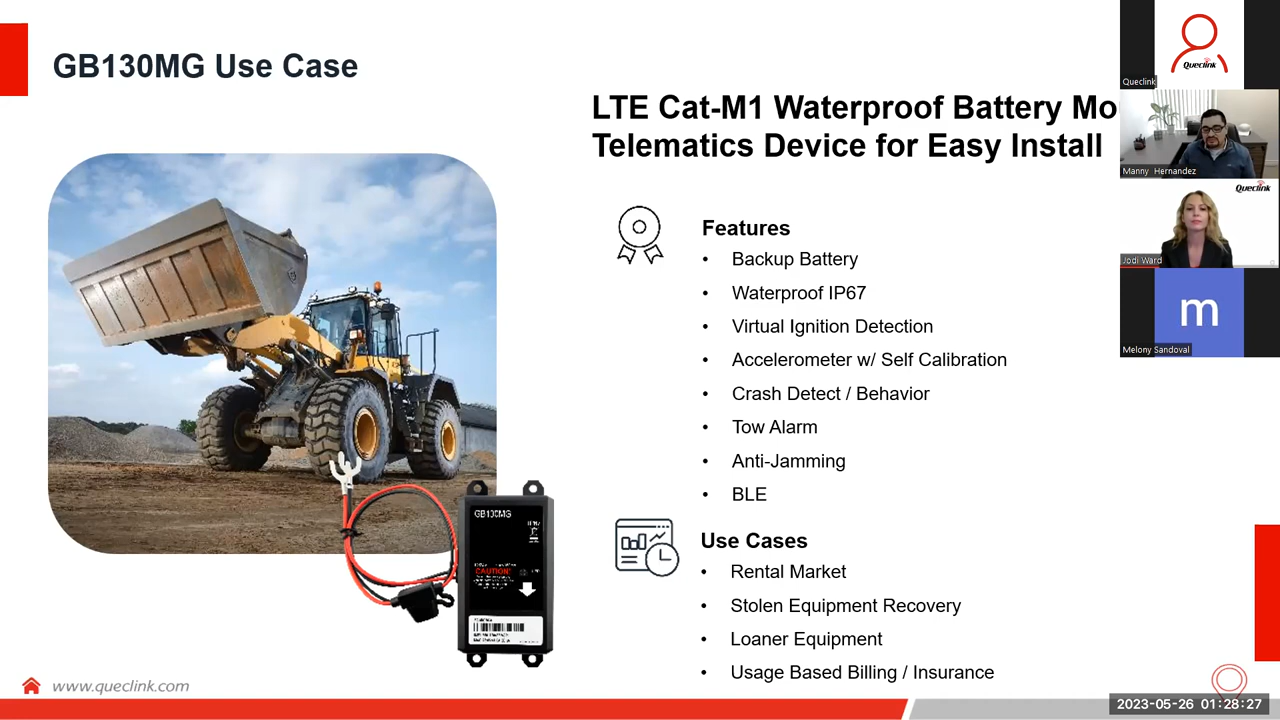 GB130MG Use Case
LTE Cat-M1 Waterproof Battery Mo
Telematics Device for Easy Install
Features
• Backup Battery
• Waterproof IP67
• Virtual Ignition Detection
• Accelerometer w/ Self Calibration
• Crash Detect / Behavior
• Tow Alarm
• Anti-Jamming
• BLE
Use Cases
• Rental Market
• Stolen Equipment Recovery
• Loaner Equipment
• Usage Based Billing / Insurance
GB130MG
CAUTION!
www.queclink.com
Queclink
Queclink
Manny Hernandez
Queclink
Jodi Ward
m
Melony Sandoval
2023-05-26 01:28:27